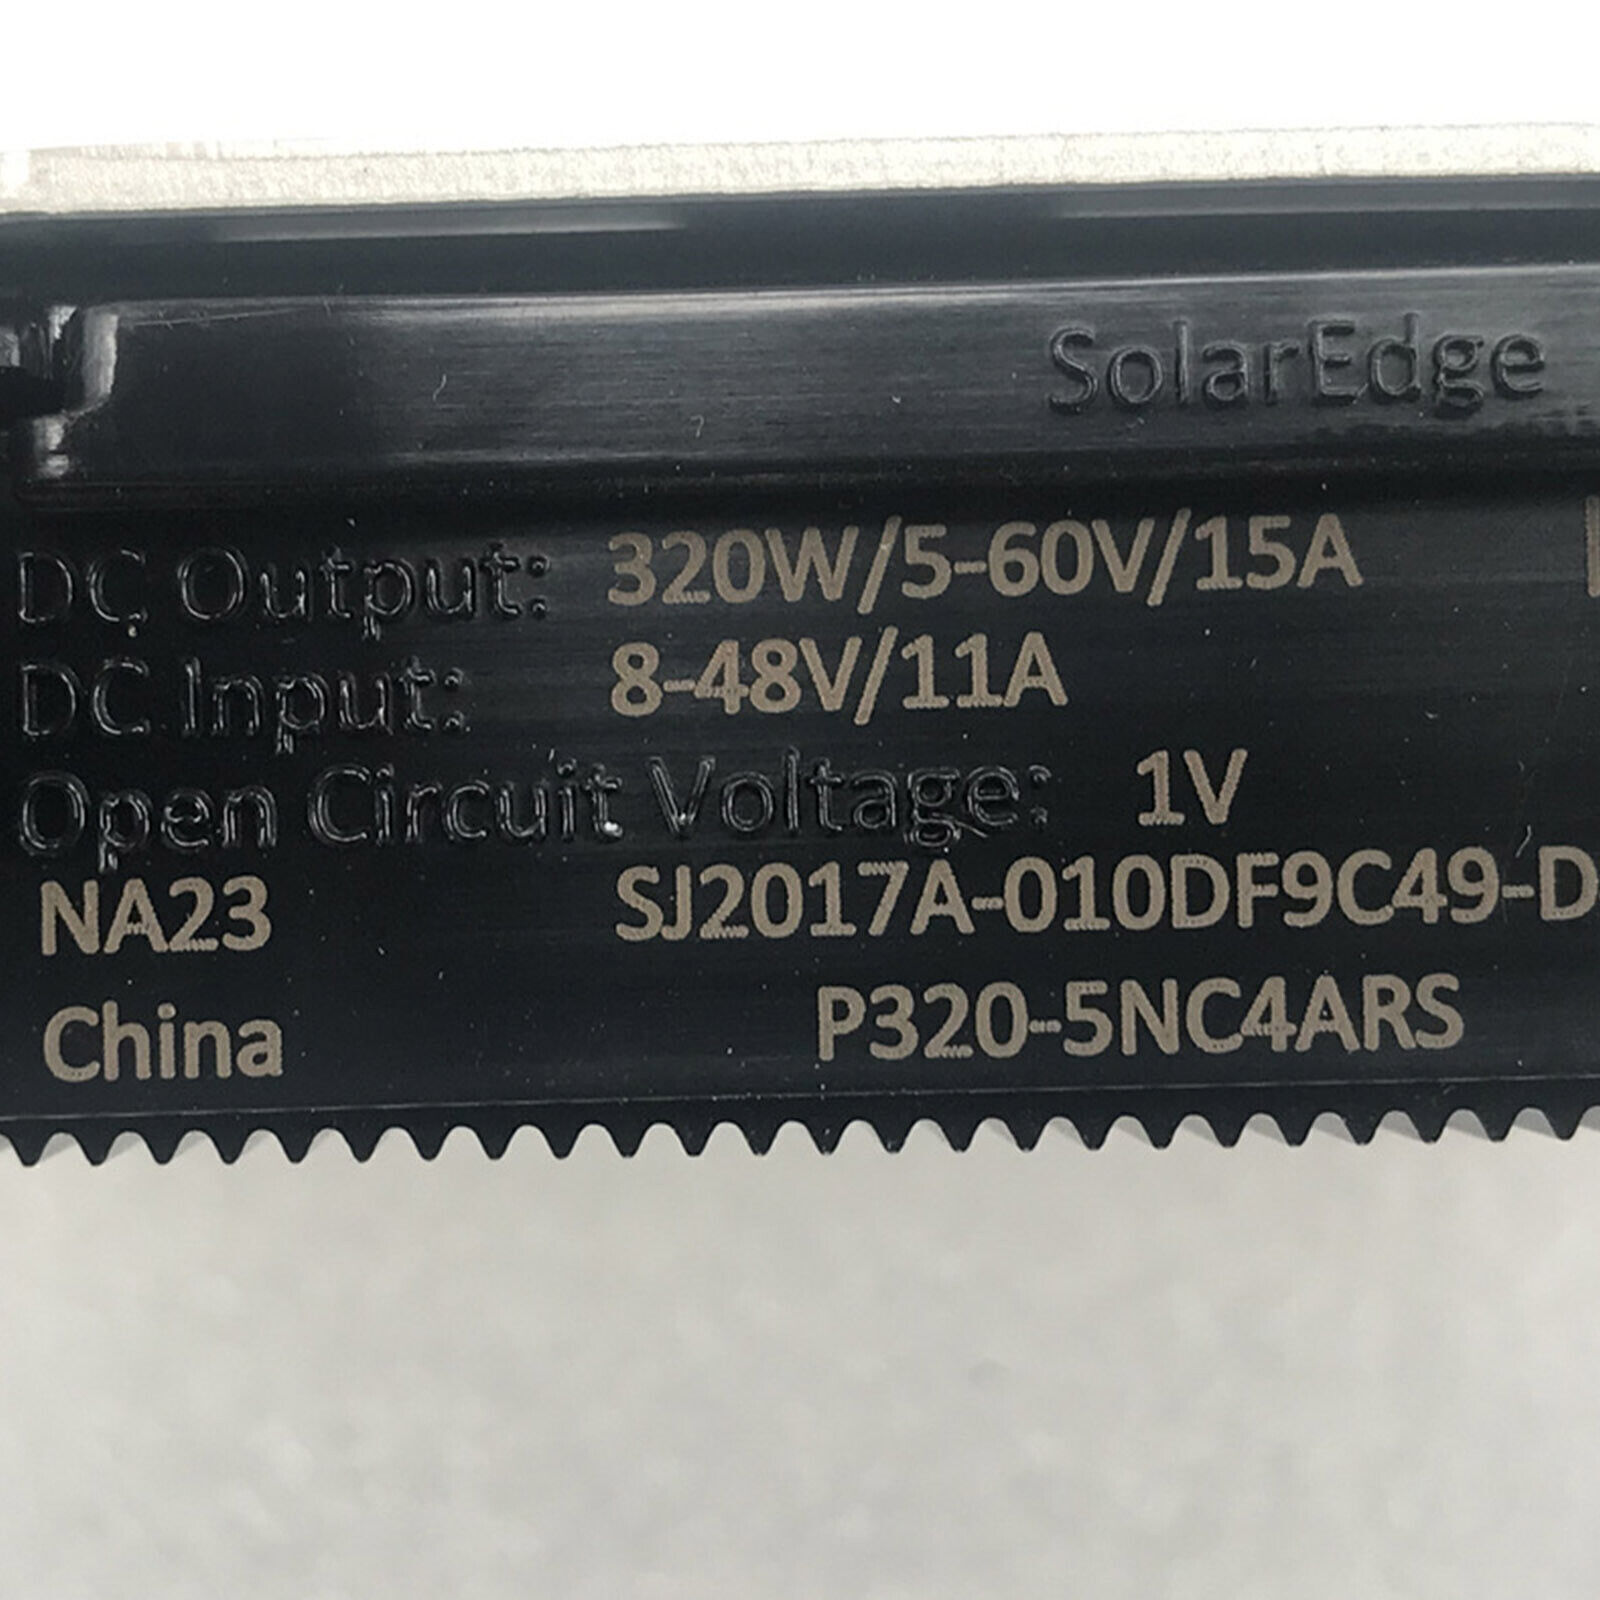 SolarEdge
DC Output: 320W/5-60V/15A
DC Input: 8-48V/11A
Open Circuit Voltage: 1V
NA23 SJ2017A-010DF9C49-D
China P320-5NC4ARS